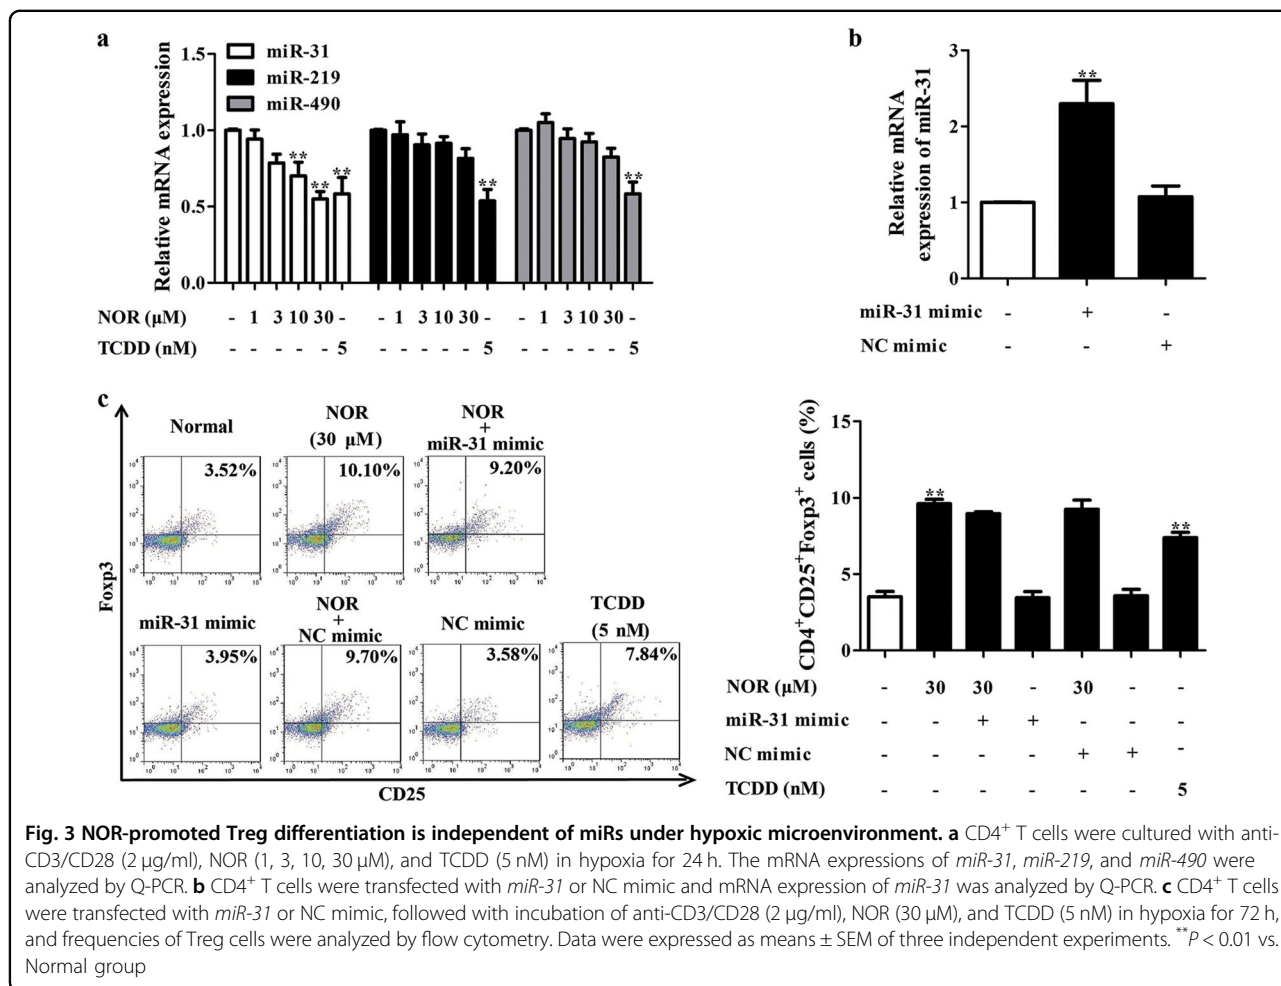 a
1.5
1.0
0.5
0.0
Relative mRNA expression
miR-31
miR-219
miR-490
** ** ** ** **
NOR (µM) - 1 3 10 30 - - 1 3 10 30 - - 1 3 10 30 -
TCDD (nM) - - - - - 5 - - - - - 5 - - - - - 5
b
3
2
1
0
Relative mRNA
expression of miR-31
**
miR-31 mimic - + -
NC mimic - - +
c
Foxp3
CD25
Normal
3.52%
NOR
(30 µM)
10.10%
NOR
+
miR-31 mimic
9.20%
miR-31 mimic
3.95%
NOR
+
NC mimic
9.70%
NC mimic
3.58%
TCDD
(5 nM)
7.84%
10⁰ 10¹ 10² 10³ 10⁴
15
10
5
0
CD4⁺CD25⁺Foxp3⁺ cells (%)
** **
NOR (µM) - 30 30 - 30 - -
miR-31 mimic - - + + - - -
NC mimic - - - - + + -
TCDD (nM) - - - - - - 5
Fig. 3 NOR-promoted Treg differentiation is independent of miRs under hypoxic microenvironment. a CD4⁺ T cells were cultured with anti-
CD3/CD28 (2 µg/ml), NOR (1, 3, 10, 30 µM), and TCDD (5 nM) in hypoxia for 24 h. The mRNA expressions of miR-31, miR-219, and miR-490 were
analyzed by Q-PCR. b CD4⁺ T cells were transfected with miR-31 or NC mimic and mRNA expression of miR-31 was analyzed by Q-PCR. c CD4⁺ T cells
were transfected with miR-31 or NC mimic, followed with incubation of anti-CD3/CD28 (2 µg/ml), NOR (30 µM), and TCDD (5 nM) in hypoxia for 72 h,
and frequencies of Treg cells were analyzed by flow cytometry. Data were expressed as means ± SEM of three independent experiments. **P < 0.01 vs.
Normal group